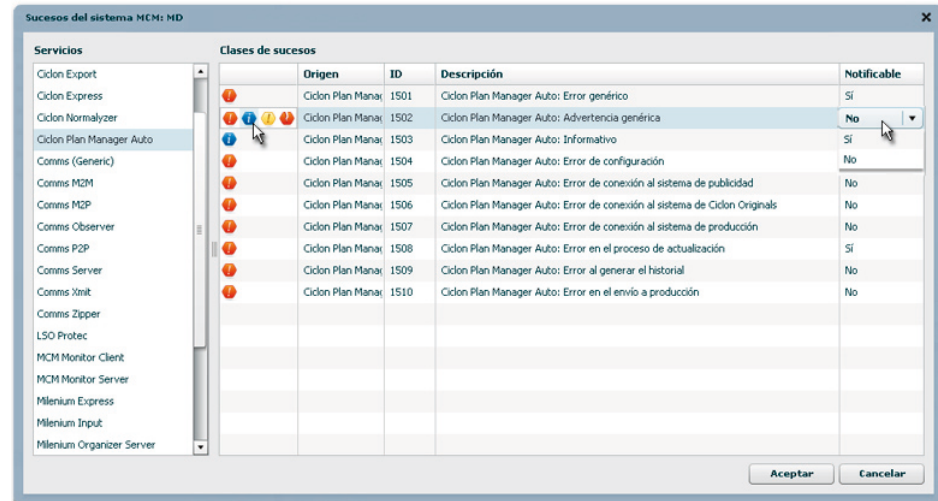 Sucesos del sistema MCM: MD
Servicios
Ciclon Export
Ciclon Express
Ciclon Normalyzer
Ciclon Plan Manager Auto
Comms (Generic)
Comms M2M
Comms M2P
Comms Observer
Comms P2P
Comms Server
Comms Xmit
Comms Zipper
LSO Protec
MCM Monitor Client
MCM Monitor Server
Milenium Express
Milenium Input
Milenium Organizer Server
Clases de sucesos
Origen ID Descripción Notificable
Ciclon Plan Manag 1501 Ciclon Plan Manager Auto: Error genérico Sí
Ciclon Plan Manag 1502 Ciclon Plan Manager Auto: Advertencia genérica No
Ciclon Plan Manag 1503 Ciclon Plan Manager Auto: Informativo Sí
Ciclon Plan Manag 1504 Ciclon Plan Manager Auto: Error de configuración No
Ciclon Plan Manag 1505 Ciclon Plan Manager Auto: Error de conexión al sistema de publicidad No
Ciclon Plan Manag 1506 Ciclon Plan Manager Auto: Error de conexión al sistema de Ciclon Originals No
Ciclon Plan Manag 1507 Ciclon Plan Manager Auto: Error de conexión al sistema de producción No
Ciclon Plan Manag 1508 Ciclon Plan Manager Auto: Error en el proceso de actualización Sí
Ciclon Plan Manag 1509 Ciclon Plan Manager Auto: Error al generar el historial No
Ciclon Plan Manag 1510 Ciclon Plan Manager Auto: Error en el envío a producción No
Aceptar Cancelar